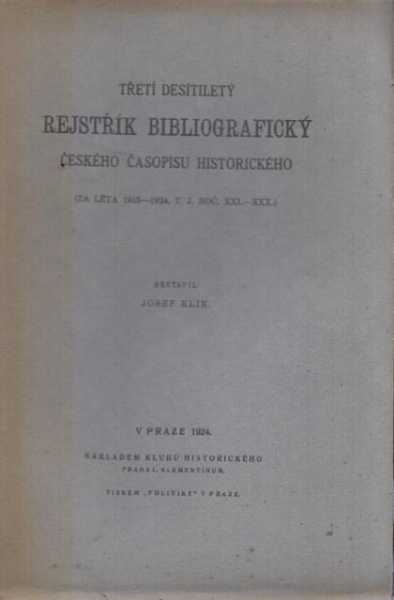 TŘETÍ DESÍTILETÝ
REJSTŘÍK BIBLIOGRAFICKÝ
ČESKÉHO ČASOPISU HISTORICKÉHO
(ZA LÉTA 1915—1924, T. J. ROČ. XXI.—XXX.)
SESTAVIL
JOSEF KLIK.
V PRAZE 1924.
NÁKLADEM KLUBU HISTORICKÉHO
PRAHA I., KLEMENTINUM.
TISKEM „POLITIKY“ V PRAZE.